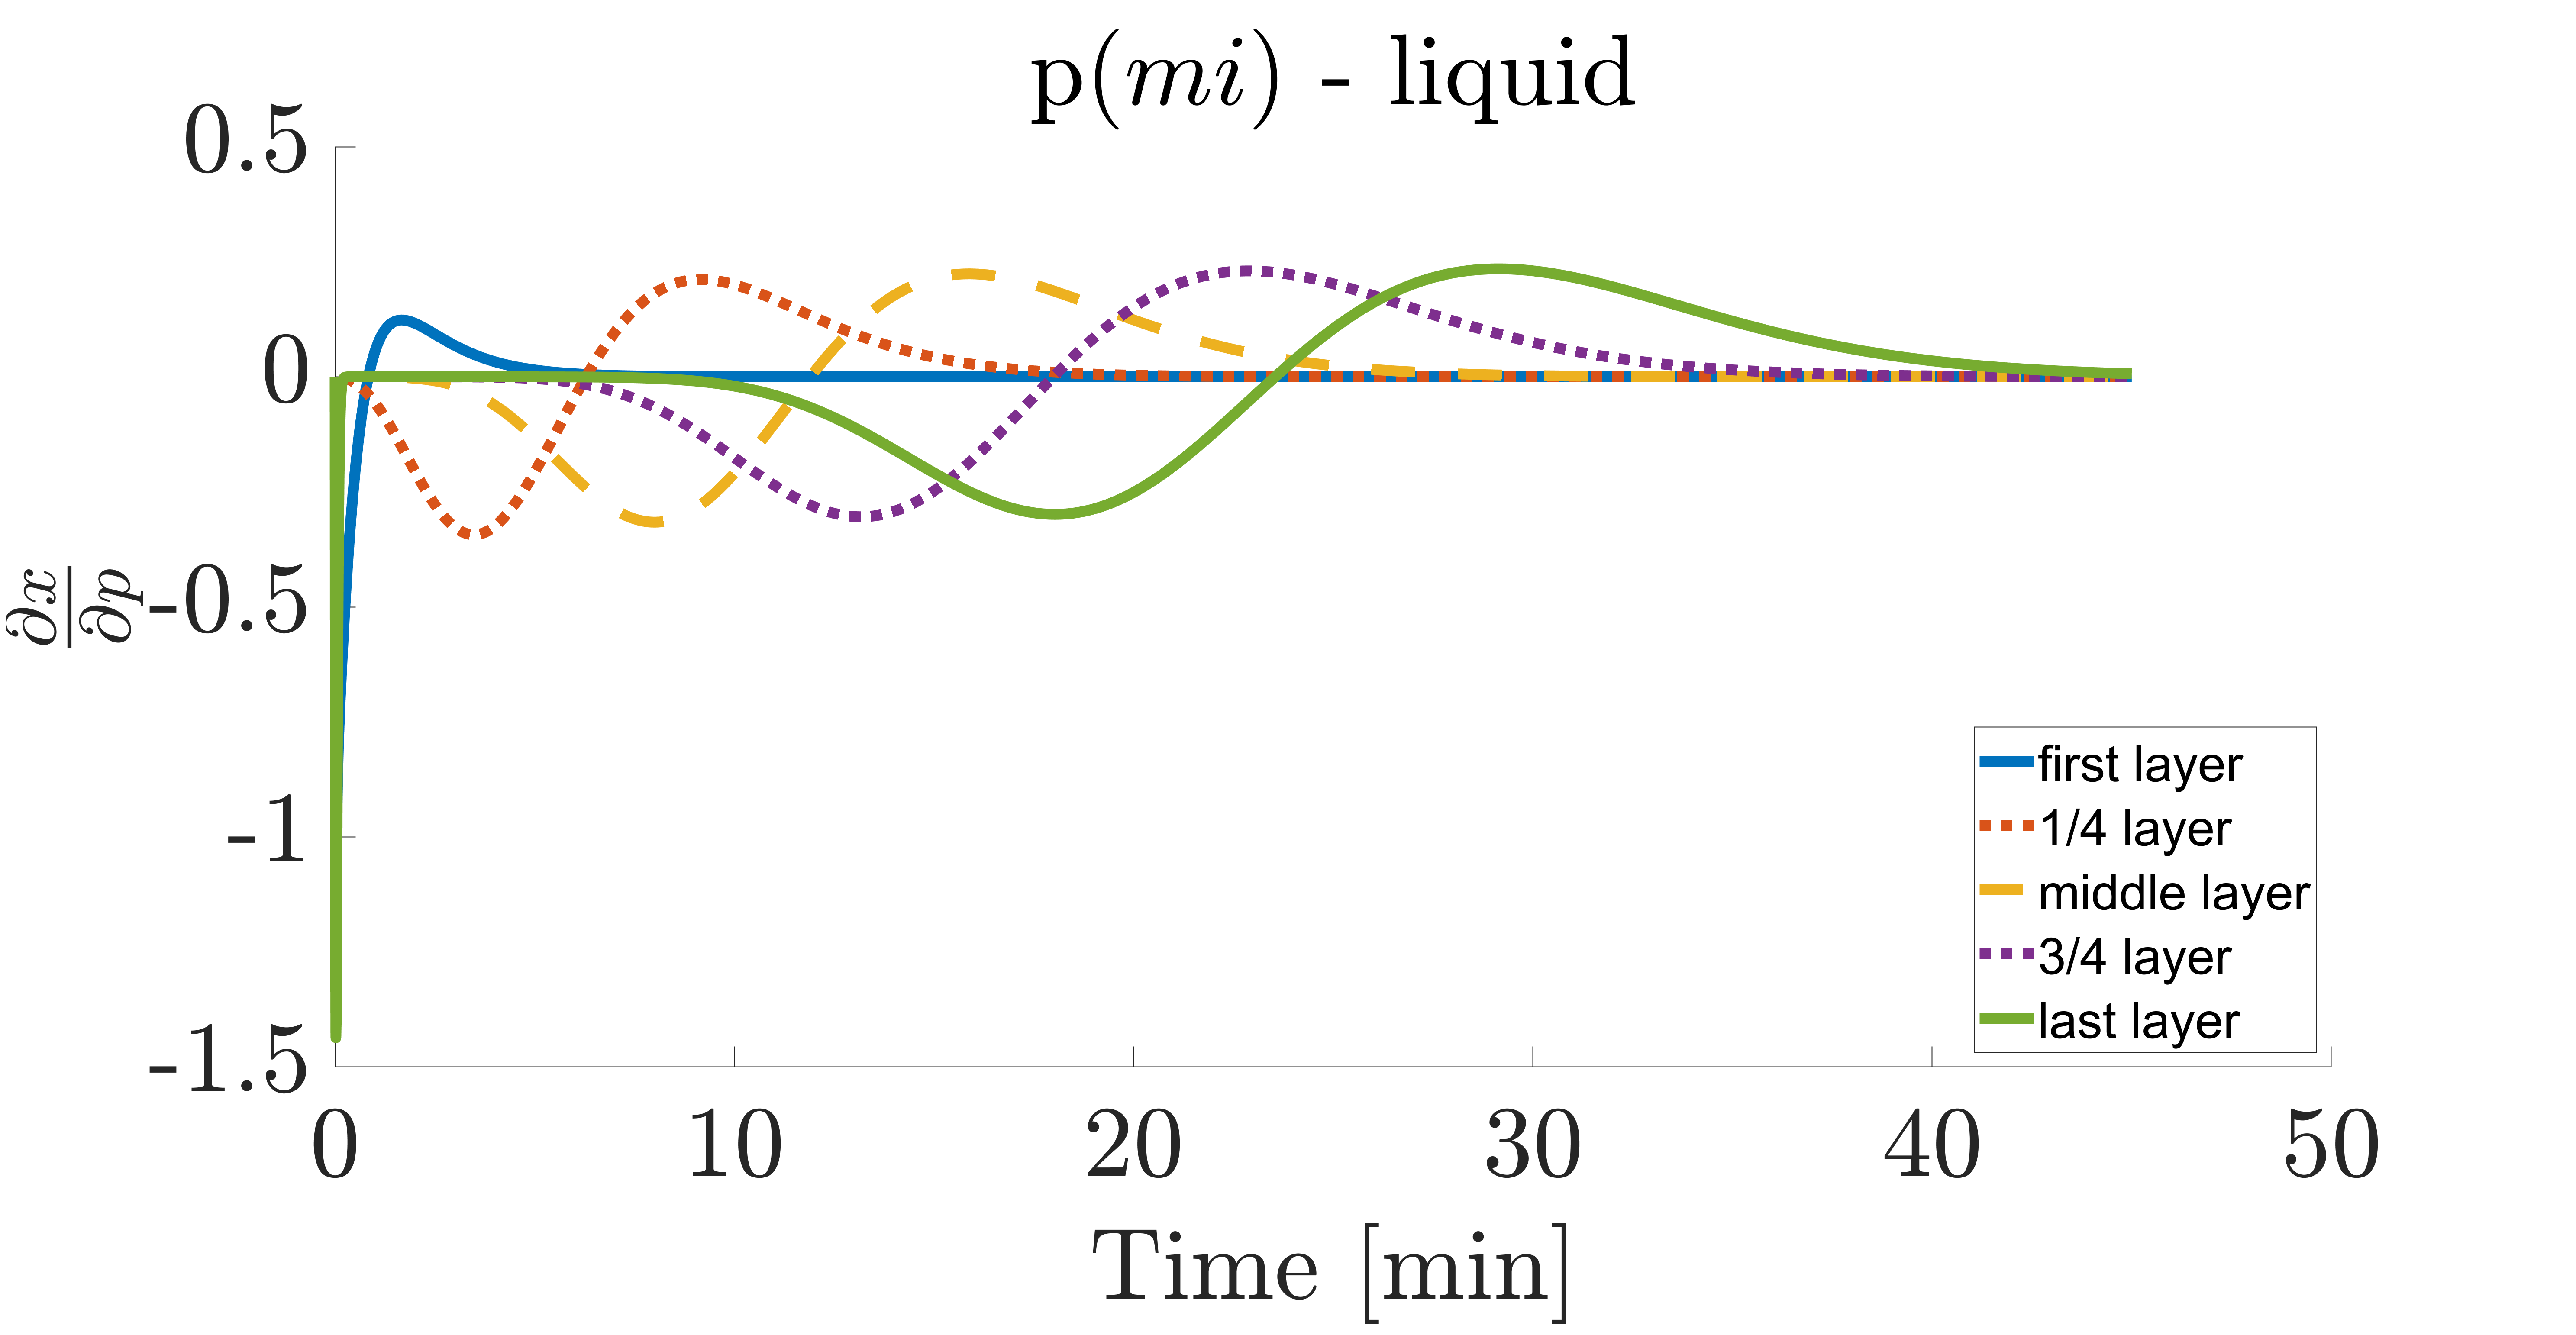 p(mi) - liquid
0.5
0
-0.5
-1
-1.5
∂x
∂p
0 10 20 30 40 50
Time [min]
first layer
1/4 layer
middle layer
3/4 layer
last layer